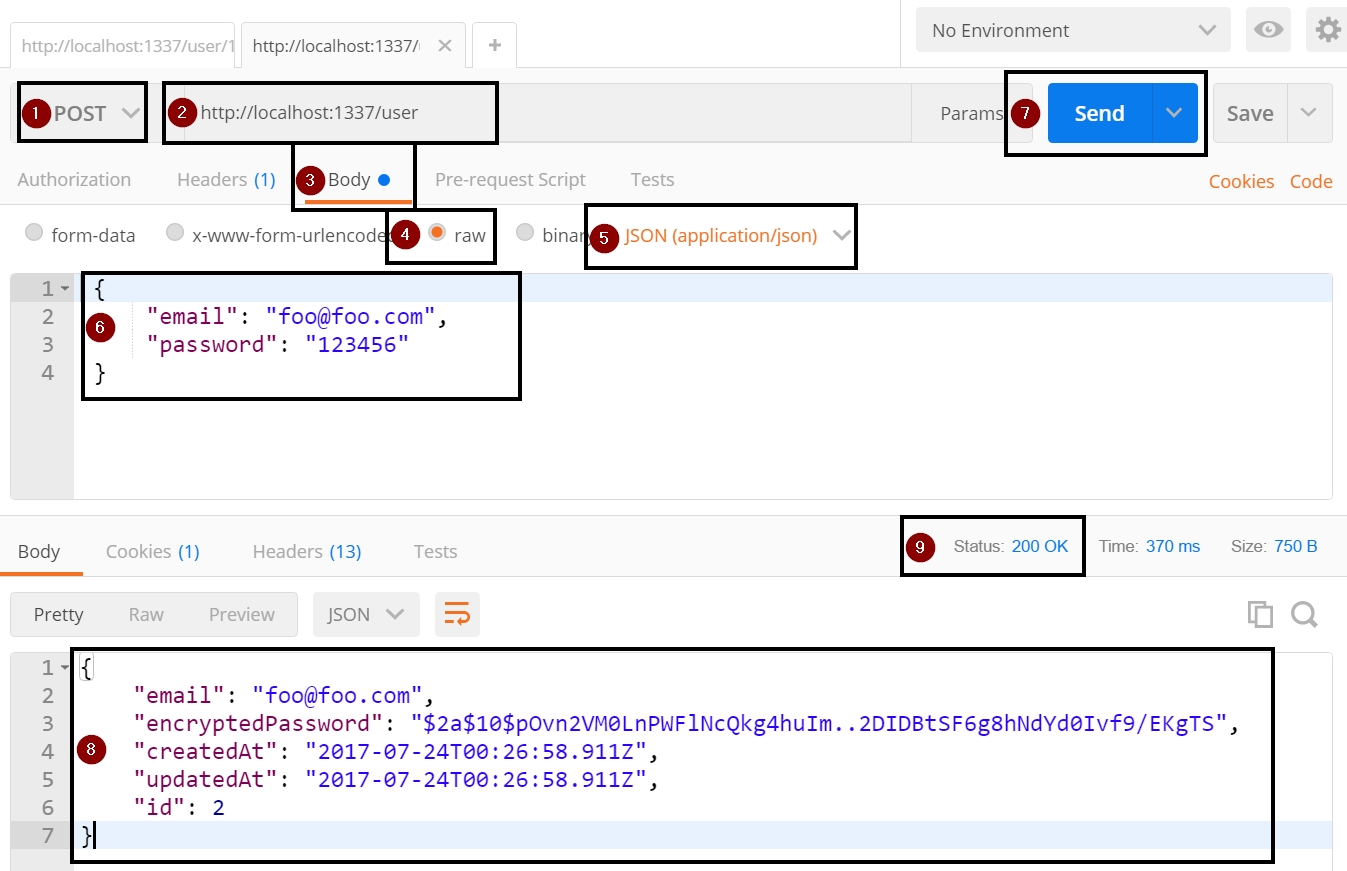 http://localhost:1337/user/1
http://localhost:1337/
No Environment
1 POST
2 http://localhost:1337/user
Params
7 Send
Save
Authorization
Headers (1)
3 Body
Pre-request Script
Tests
Cookies
Code
form-data
x-www-form-urlencoded
4 raw
binary
5 JSON (application/json)
1 {
2 "email": "foo@foo.com",
6
3 "password": "123456"
4 }
Body
Cookies (1)
Headers (13)
Tests
9 Status: 200 OK
Time: 370 ms
Size: 750 B
Pretty
Raw
Preview
JSON
1 {
2 "email": "foo@foo.com",
3 "encryptedPassword": "$2a$10$pOvn2VM0LnPWFlNcQkg4huIm..2DIDBtSF6g8hNdYd0Ivf9/EKgTS",
8
4 "createdAt": "2017-07-24T00:26:58.911Z",
5 "updatedAt": "2017-07-24T00:26:58.911Z",
6 "id": 2
7 }